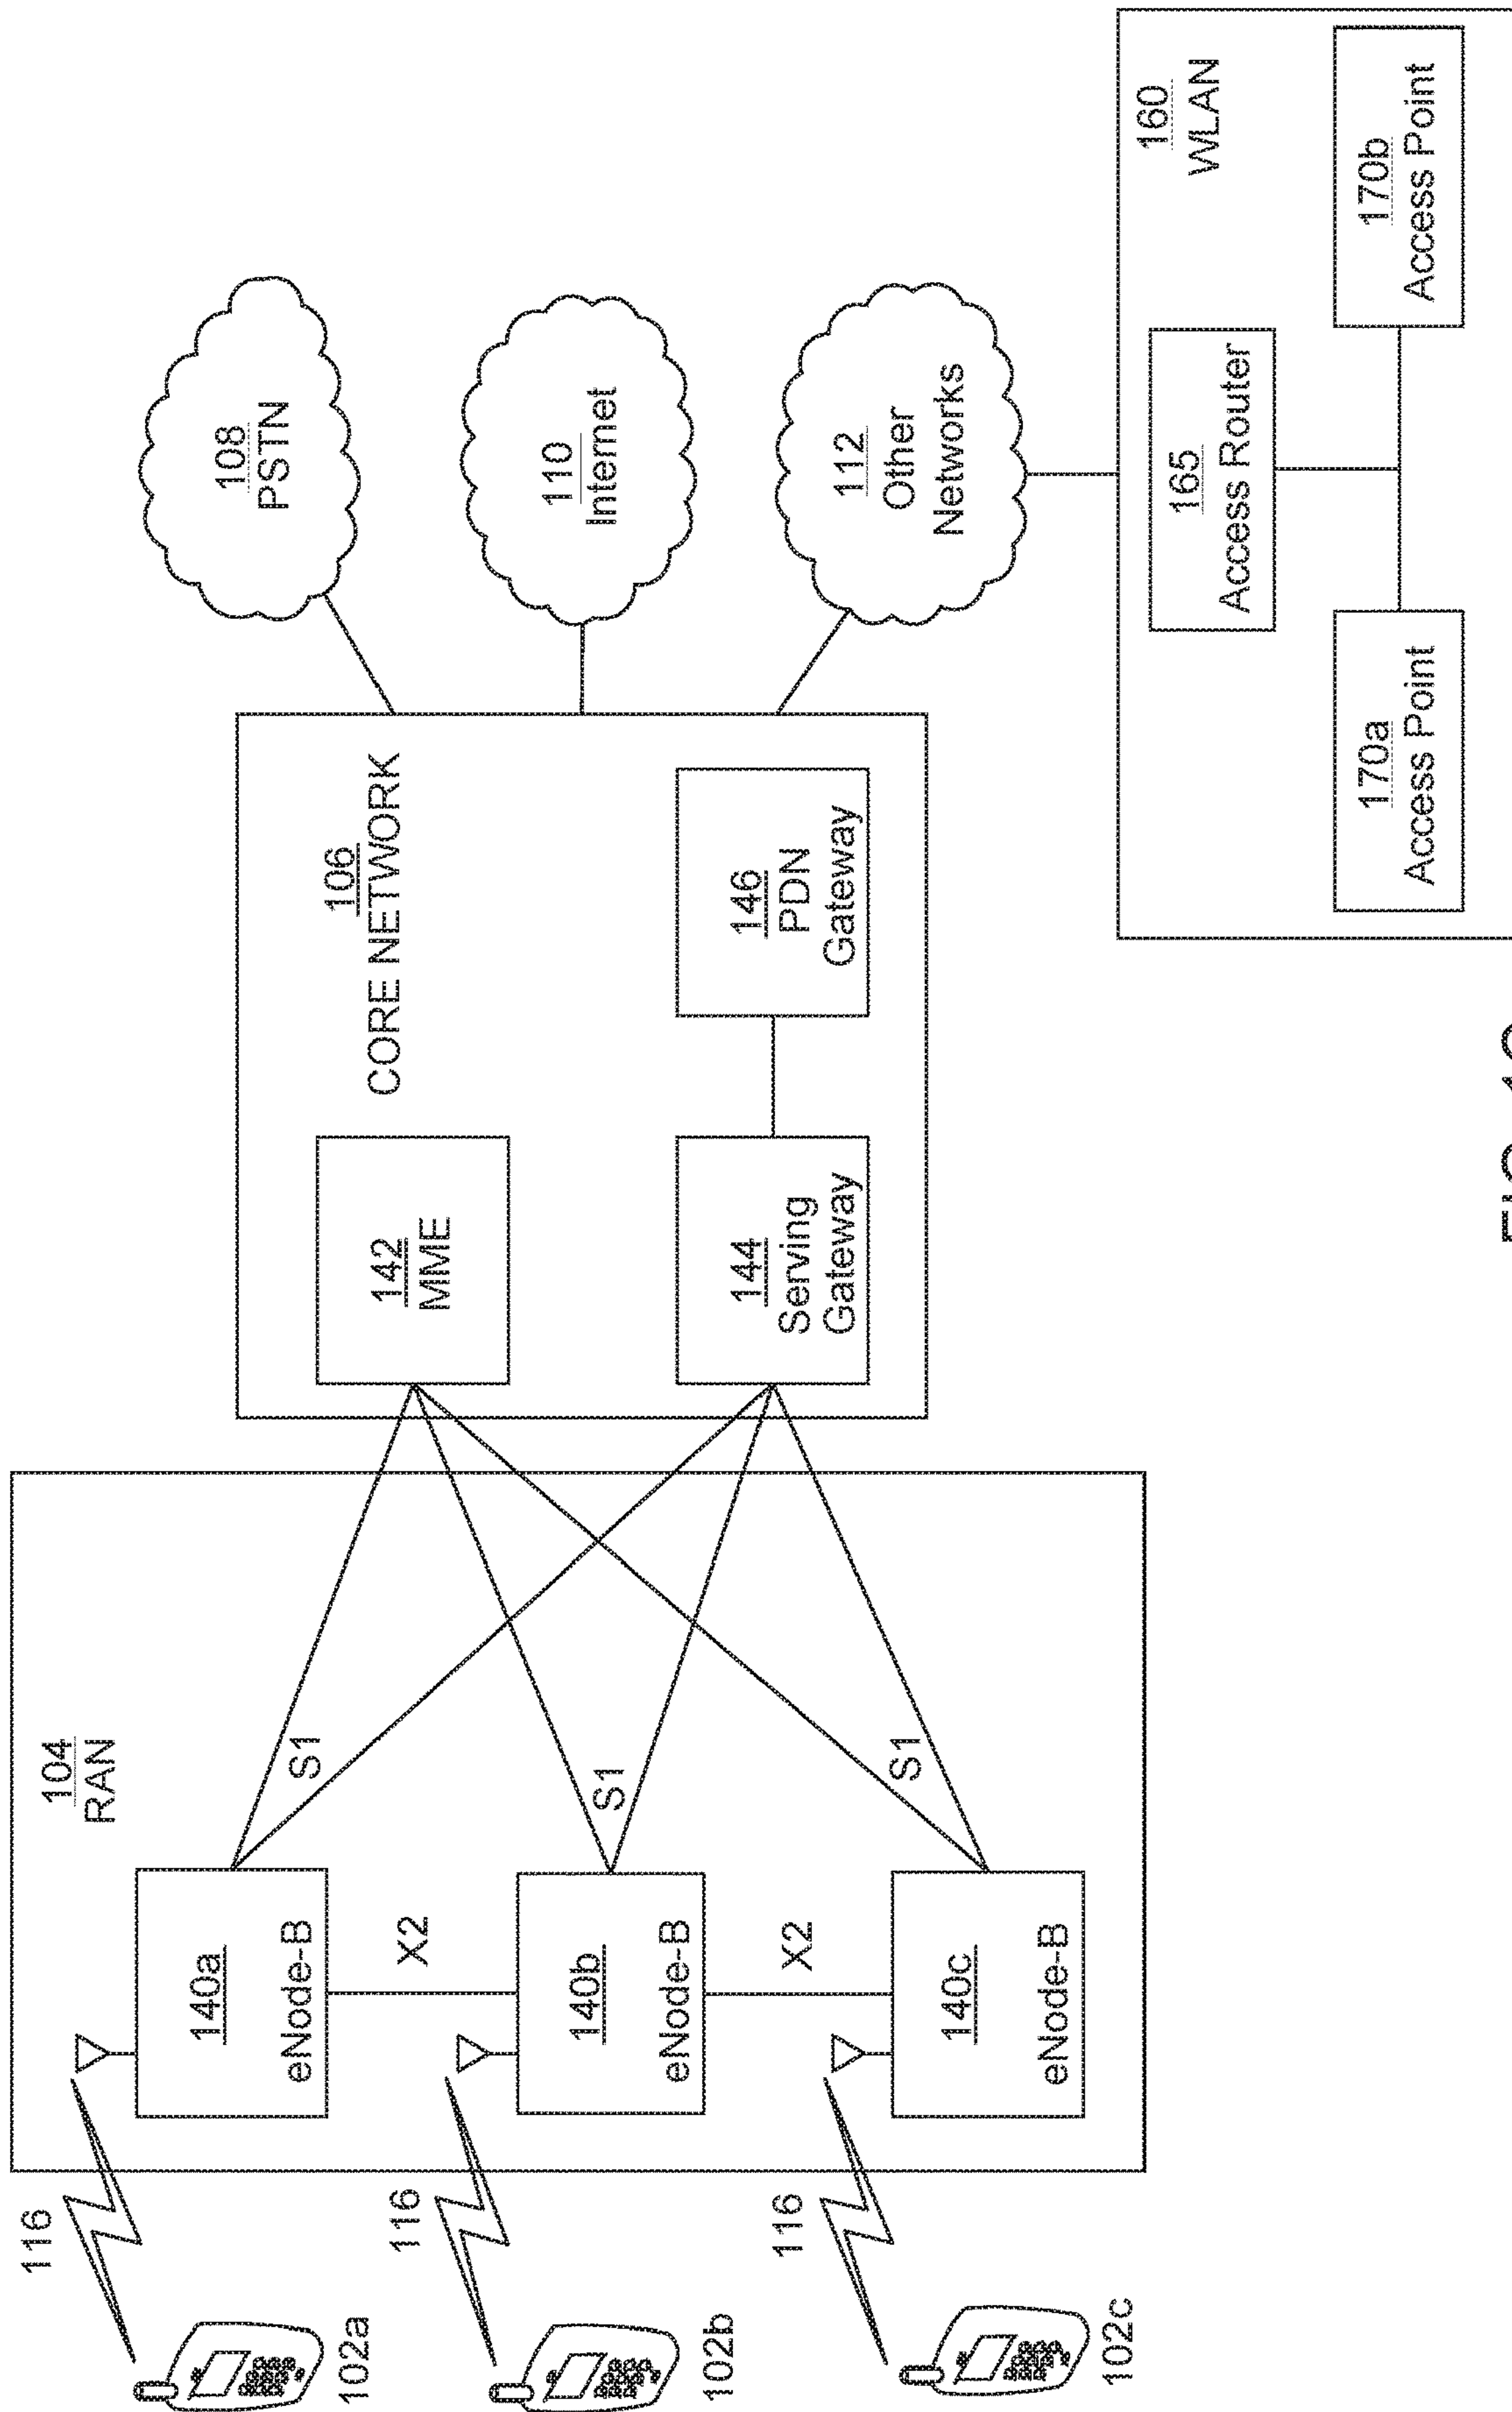 104
RAN
116
102a
140a
eNode-B
S1
X2
116
102b
140b
eNode-B
S1
X2
116
102c
140c
eNode-B
S1
106
CORE NETWORK
142
MME
144
Serving
Gateway
146
PDN
Gateway
108
PSTN
110
Internet
112
Other
Networks
160
WLAN
165
Access Router
170a
Access Point
170b
Access Point